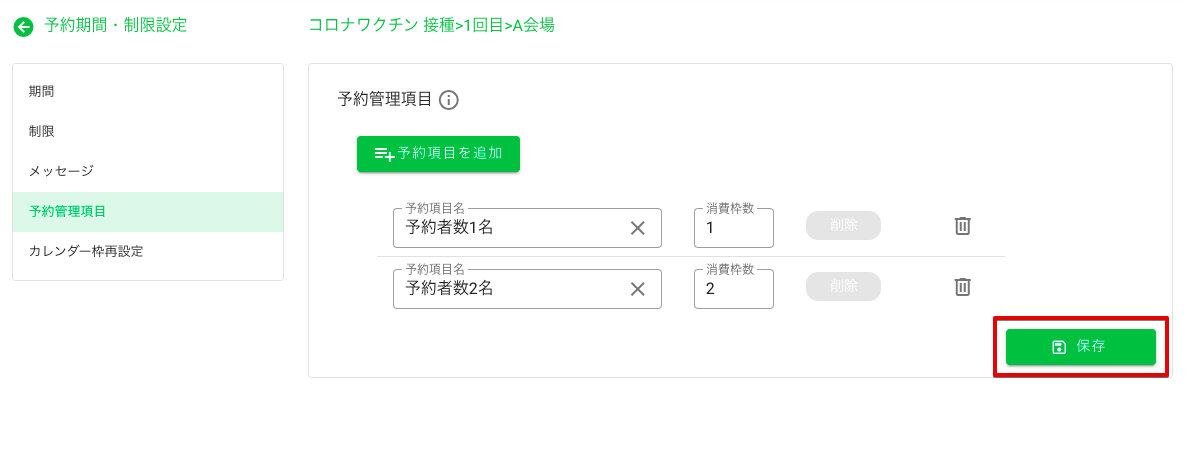 予約期間・制限設定
コロナワクチン 接種>1回目>A会場
期間
制限
メッセージ
予約管理項目
カレンダー枠再設定
予約管理項目
予約項目を追加
予約項目名
予約者数1名
消費枠数
1
削除
予約項目名
予約者数2名
消費枠数
2
削除
保存